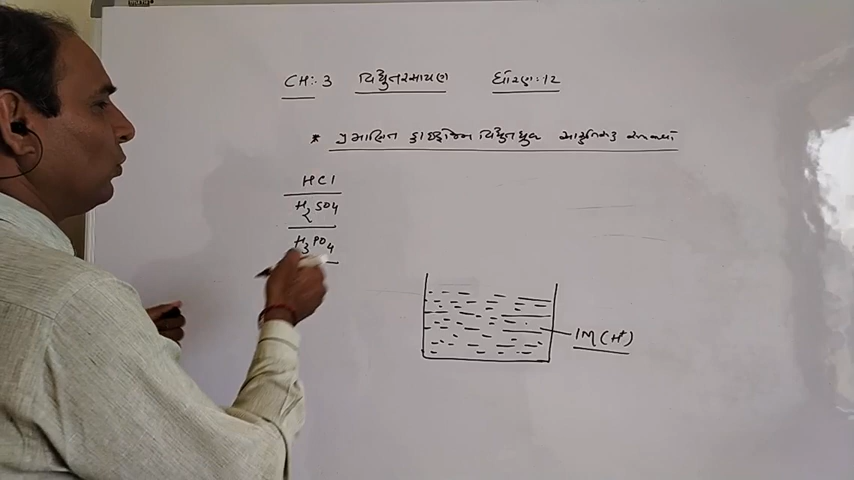 CH:- 3 વિદ્યુતરસાયણ ધોરણ:12
* પ્રમાણિત હાઇડ્રોજન વિદ્યુતધ્રુવ
HCl
H2SO4
H3PO4
1M(H+)